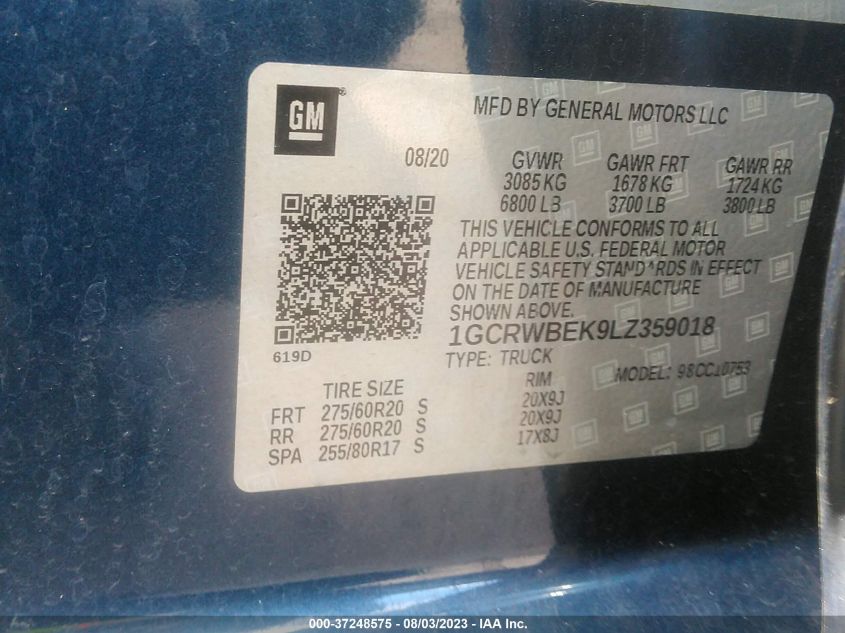 GM
MFD BY GENERAL MOTORS LLC
08/20 GVWR GAWR FRT GAWR RR
3085 KG 1678 KG 1724 KG
6800 LB 3700 LB 3800 LB
THIS VEHICLE CONFORMS TO ALL
APPLICABLE U.S. FEDERAL MOTOR
VEHICLE SAFETY STANDARDS IN EFFECT
ON THE DATE OF MANUFACTURE
SHOWN ABOVE.
1GCRWBEK9LZ359018
619D
TYPE: TRUCK MODEL: 98CC10753
TIRE SIZE RIM
FRT 275/60R20 S 20X9J
RR 275/60R20 S 20X9J
SPA 255/80R17 S 17X8J
000-37248575 — 08/03/2023 — IAA Inc.